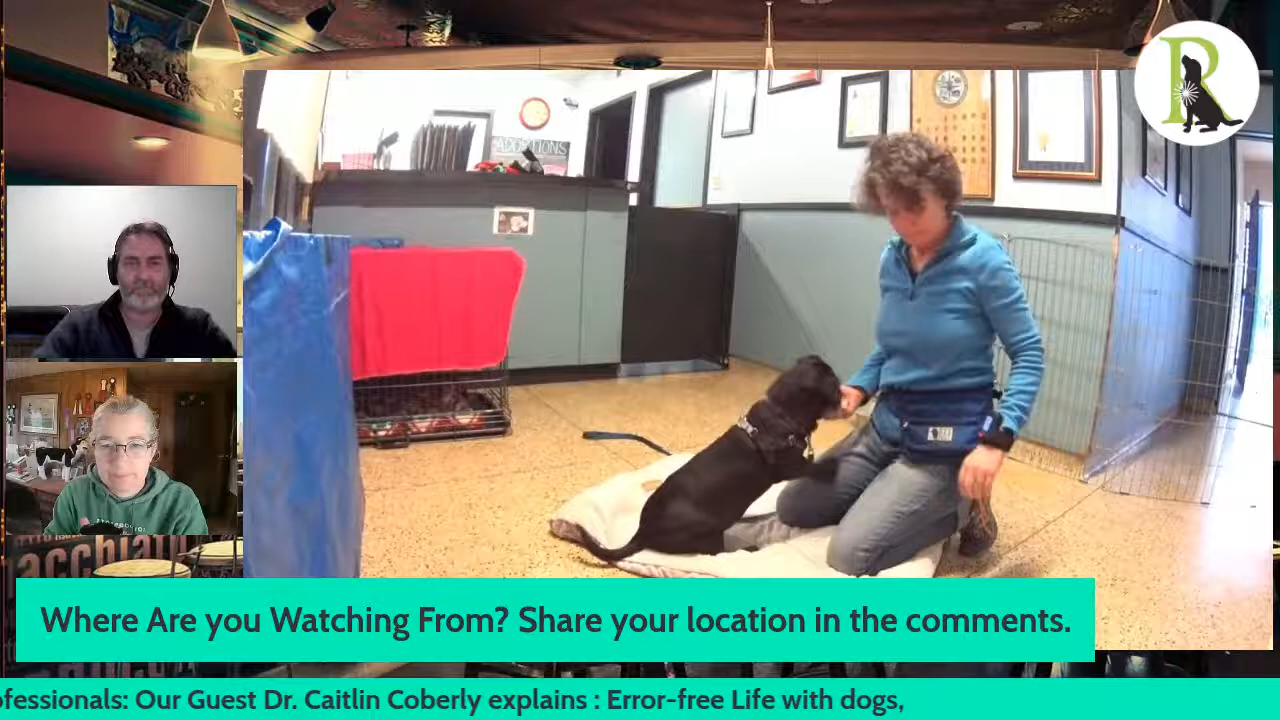 R
ADOPTIONS
acchiat
Where Are you Watching From? Share your location in the comments.
ofessionals: Our Guest Dr. Caitlin Coberly explains : Error-free Life with dogs,